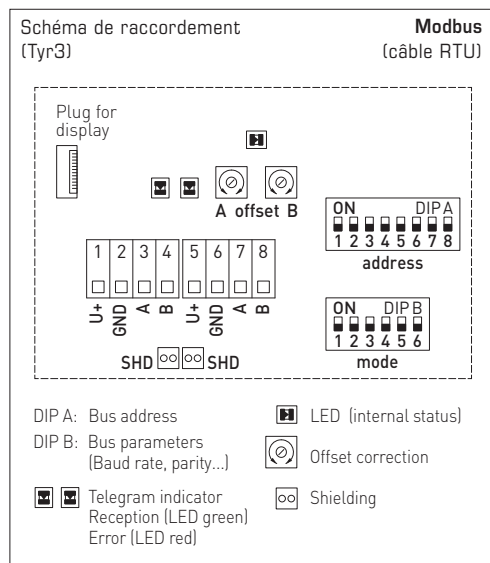 Schéma de raccordement
(Tyr3)
Modbus
(câble RTU)
Plug for
display
A offset B
ON DIP A
1 2 3 4 5 6 7 8
address
1 2 3 4 5 6 7 8
U+ GND A B U+ GND A B
ON DIP B
1 2 3 4 5 6
mode
SHD SHD
DIP A: Bus address
DIP B: Bus parameters
(Baud rate, parity...)
Telegram indicator
Reception (LED green)
Error (LED red)
LED (internal status)
Offset correction
Shielding